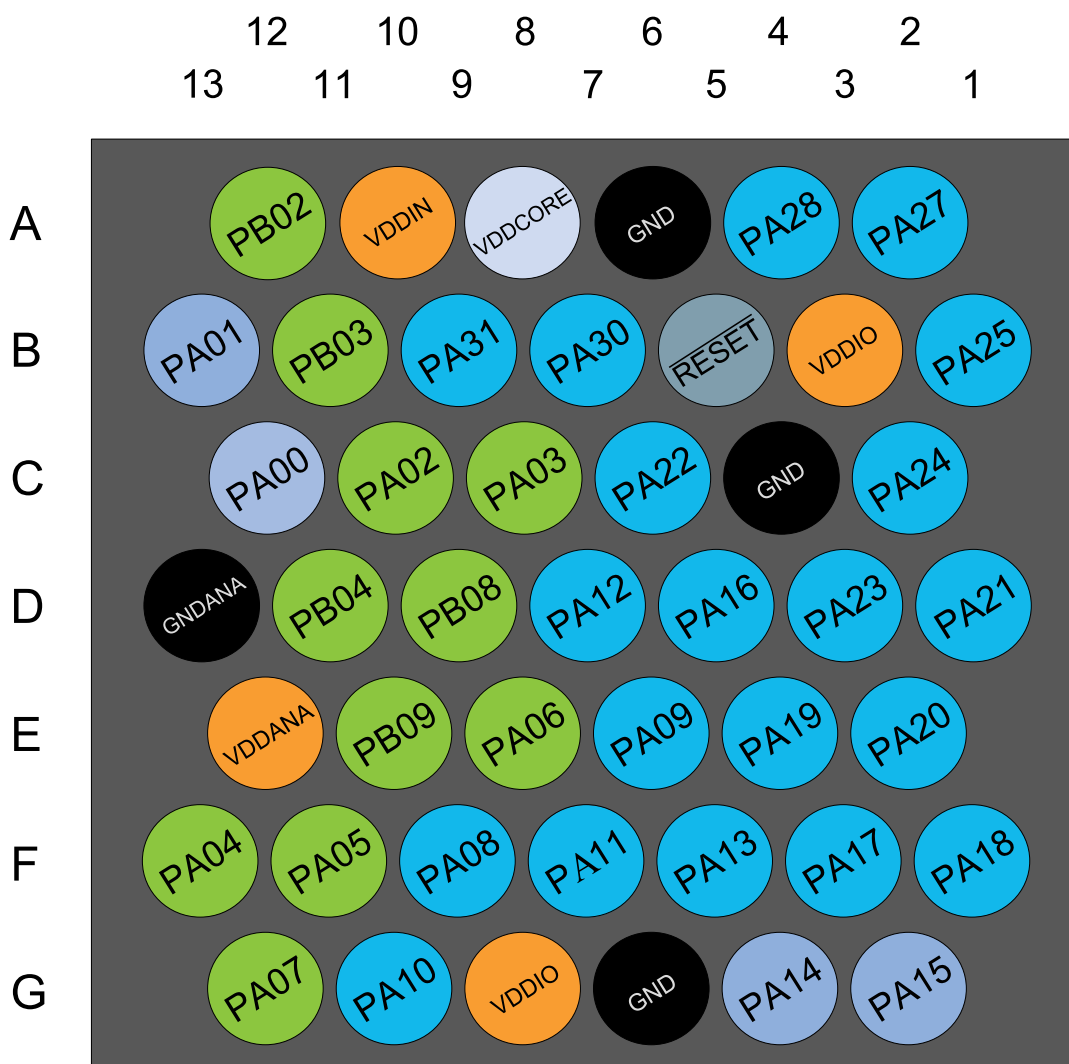 12 10 8 6 4 2
13 11 9 7 5 3 1
A PB02 VDDIN VDDCORE GND PA28 PA27
B PA01 PB03 PA31 PA30 RESET VDDIO PA25
C PA00 PA02 PA03 PA22 GND PA24
D GNDANA PB04 PB08 PA12 PA16 PA23 PA21
E VDDANA PB09 PA06 PA09 PA19 PA20
F PA04 PA05 PA08 PA11 PA13 PA17 PA18
G PA07 PA10 VDDIO GND PA14 PA15